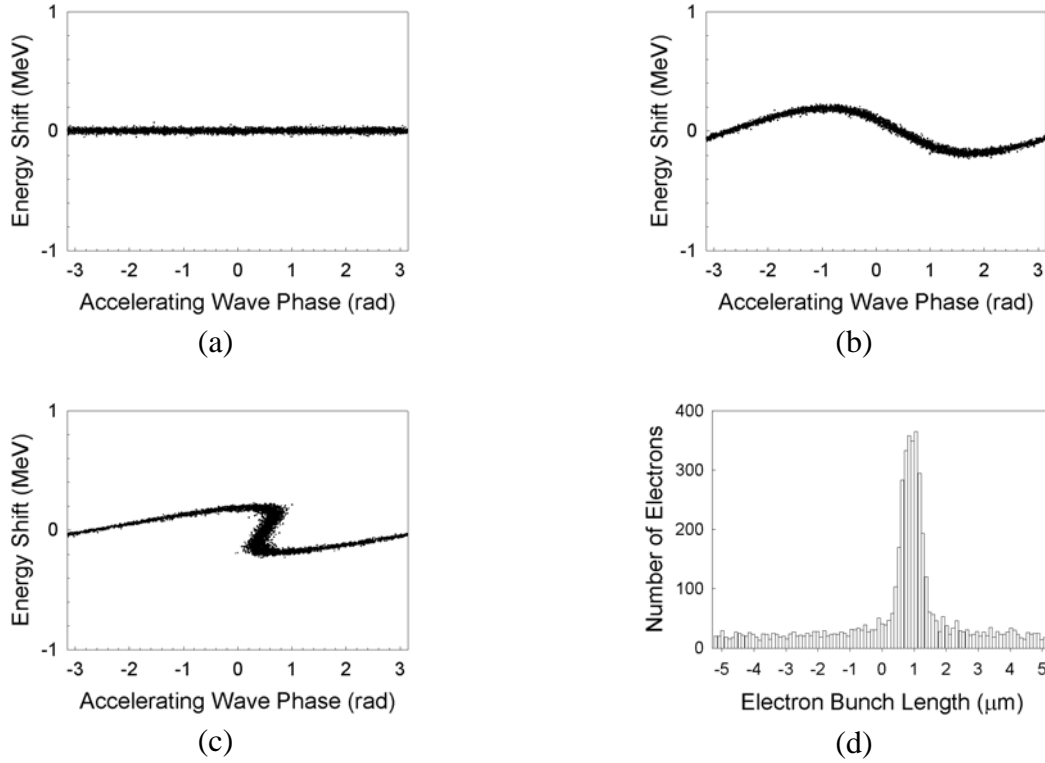 1
Energy Shift (MeV)
0
-1
-3 -2 -1 0 1 2 3
Accelerating Wave Phase (rad)
(a)
1
Energy Shift (MeV)
0
-1
-3 -2 -1 0 1 2 3
Accelerating Wave Phase (rad)
(b)
1
Energy Shift (MeV)
0
-1
-3 -2 -1 0 1 2 3
Accelerating Wave Phase (rad)
(c)
400
300
Number of Electrons
200
100
0
-5 -4 -3 -2 -1 0 1 2 3 4 5
Electron Bunch Length (μm)
(d)